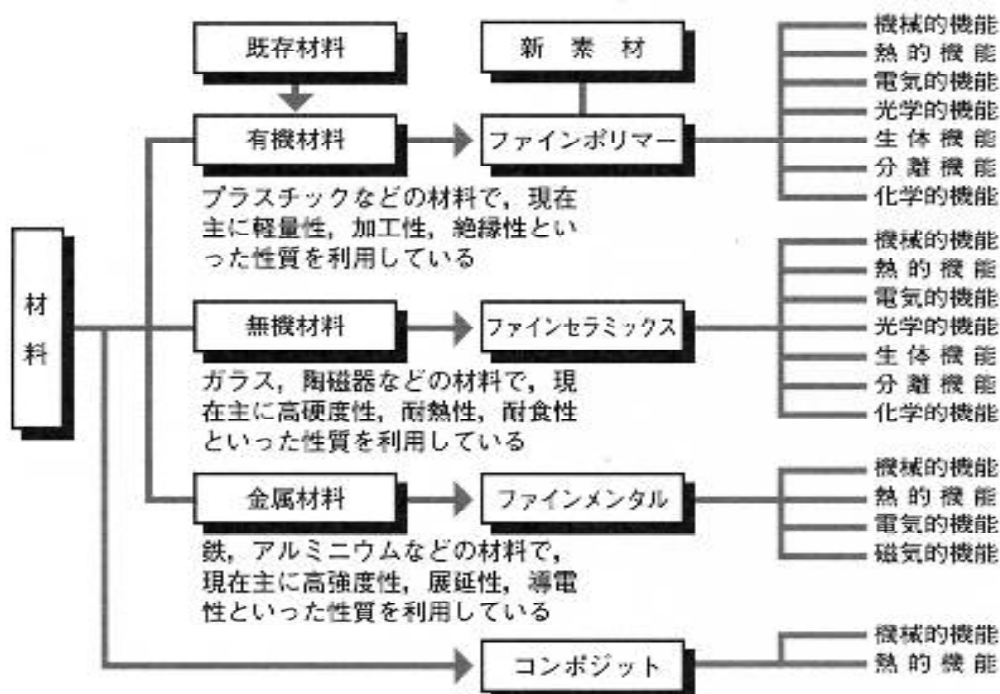 既存材料
新素材
有機材料
ファインポリマー
機械的機能
熱的機能
電気的機能
光学的機能
生体機能
分離機能
化学的機能
プラスチックなどの材料で，現在
主に軽量性，加工性，絶縁性とい
った性質を利用している
材料
無機材料
ファインセラミックス
機械的機能
熱的機能
電気的機能
光学的機能
生体機能
分離機能
化学的機能
ガラス，陶磁器などの材料で，現
在主に高硬度性，耐熱性，耐食性
といった性質を利用している
金属材料
ファインメンタル
機械的機能
熱的機能
電気的機能
磁気的機能
鉄，アルミニウムなどの材料で，
現在主に高強度性，展延性，導電
性といった性質を利用している
コンポジット
機械的機能
熱的機能